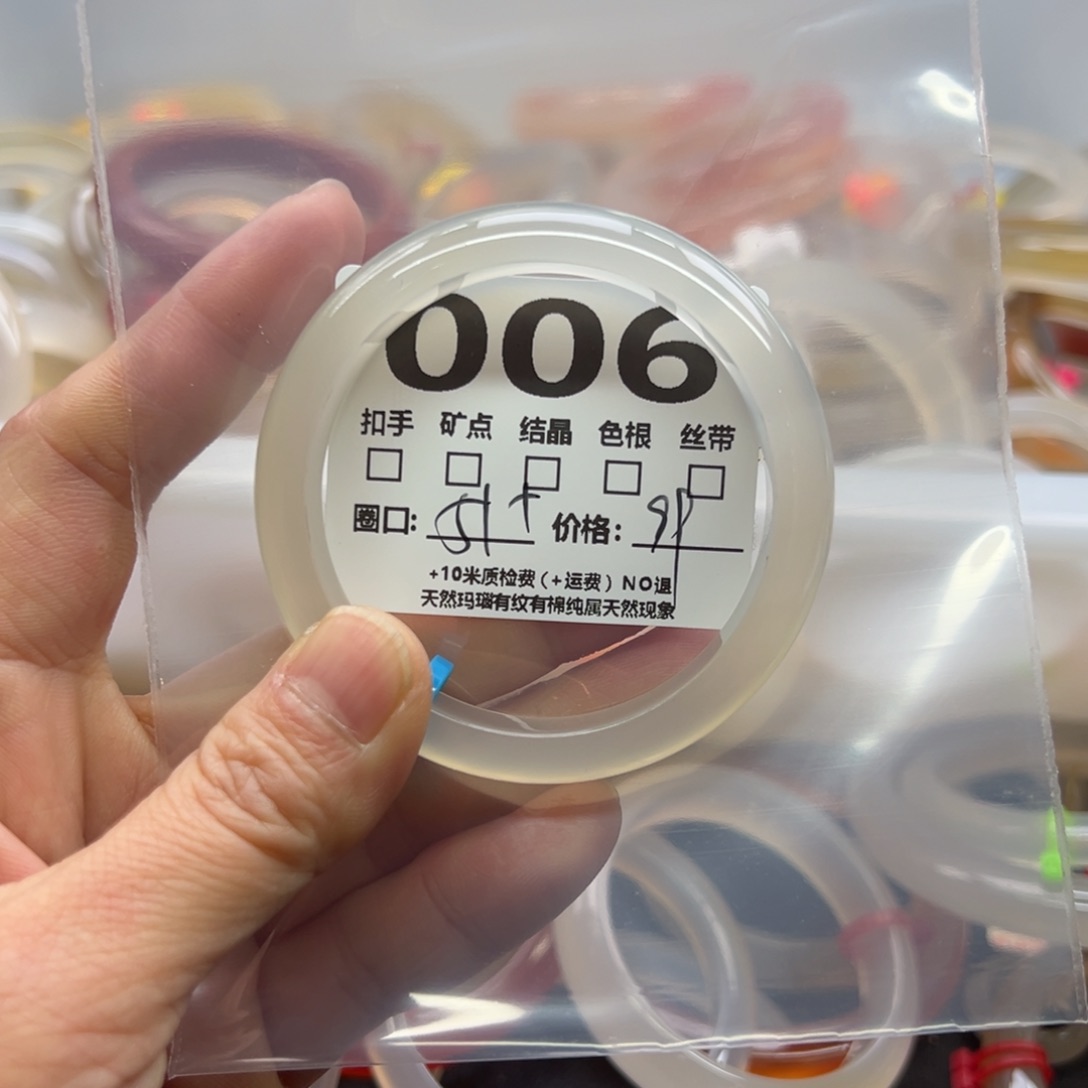 006
扣手 矿点 结晶 色根 丝带
圈口: 51+ 价格:
+10米质检费(+运费) NO退
天然玛瑙有纹有棉纯属天然现象